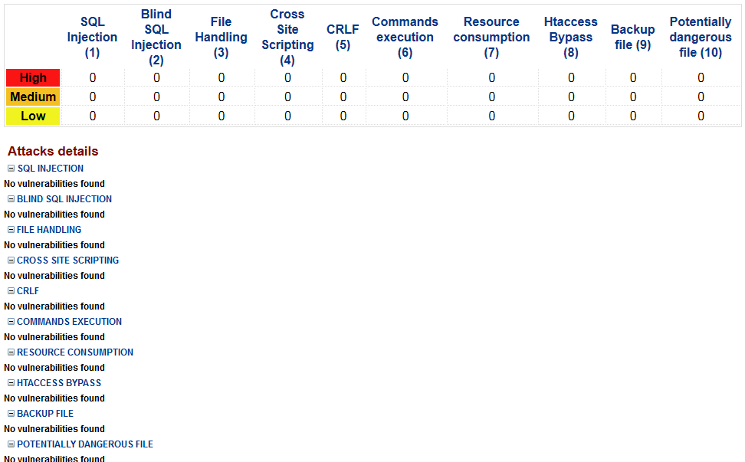 SQL Injection (1) Blind SQL Injection (2) File Handling (3) Cross Site Scripting (4) CRLF (5) Commands execution (6) Resource consumption (7) Htaccess Bypass (8) Backup file (9) Potentially dangerous file (10)
High 0 0 0 0 0 0 0 0 0 0
Medium 0 0 0 0 0 0 0 0 0 0
Low 0 0 0 0 0 0 0 0 0 0
Attacks details
SQL INJECTION
No vulnerabilities found
BLIND SQL INJECTION
No vulnerabilities found
FILE HANDLING
No vulnerabilities found
CROSS SITE SCRIPTING
No vulnerabilities found
CRLF
No vulnerabilities found
COMMANDS EXECUTION
No vulnerabilities found
RESOURCE CONSUMPTION
No vulnerabilities found
HTACCESS BYPASS
No vulnerabilities found
BACKUP FILE
No vulnerabilities found
POTENTIALLY DANGEROUS FILE
No vulnerabilities found